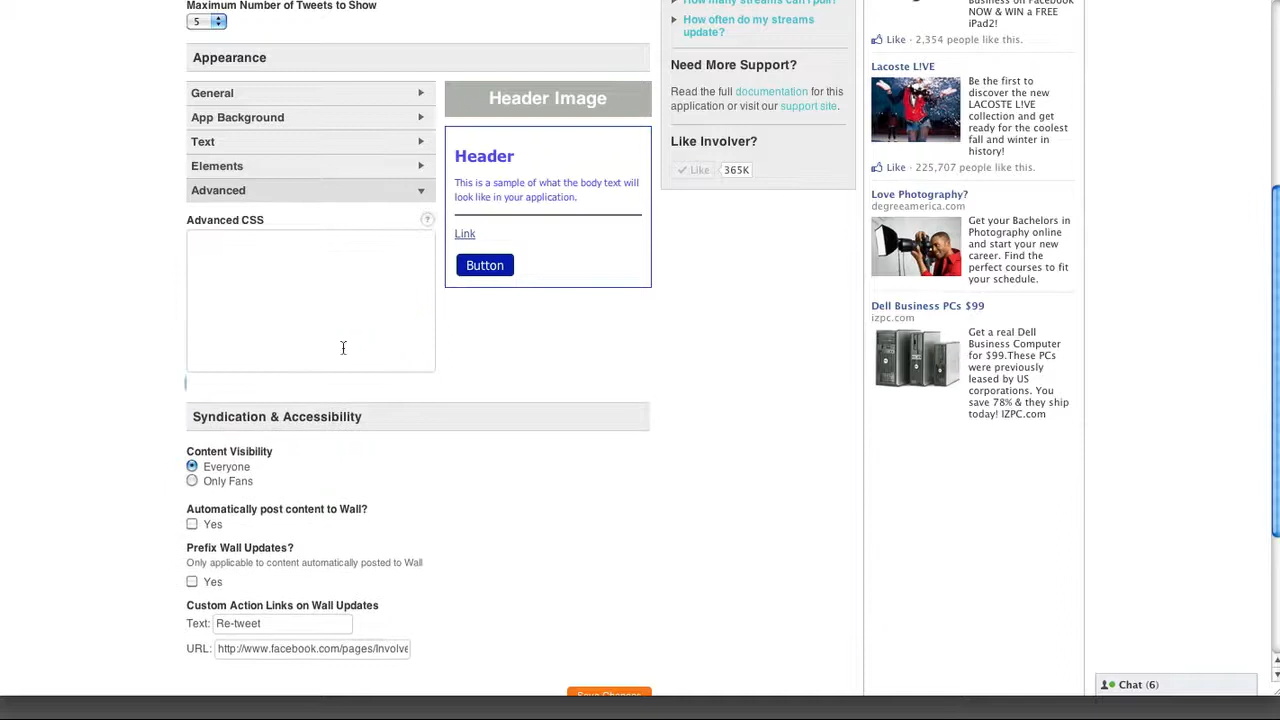 Maximum Number of Tweets to Show
5
Appearance
General
App Background
Text
Elements
Advanced
Advanced CSS
?
Header Image
Header
This is a sample of what the body text will
look like in your application.
Link
Button
Syndication & Accessibility
Content Visibility
Everyone
Only Fans
Automatically post content to Wall?
Yes
Prefix Wall Updates?
Only applicable to content automatically posted to Wall
Yes
Custom Action Links on Wall Updates
Text: Re-tweet
URL: http://www.facebook.com/pages/Involve
Save Changes
How many streams can I pull?
How often do my streams
update?
Need More Support?
Read the full documentation for this
application or visit our support site.
Like Involver?
Like 365K
Business on Facebook
NOW & WIN a FREE
iPad2!
Like · 2,354 people like this.
Lacoste L!VE
Be the first to
discover the new
LACOSTE L!VE
collection and get
ready for the coolest
fall and winter in
history!
Like · 225,707 people like this.
Love Photography?
degreeamerica.com
Get your Bachelors in
Photography online
and start your new
career. Find the
perfect courses to fit
your schedule.
Dell Business PCs $99
izpc.com
Get a real Dell
Business Computer
for $99.These PCs
were previously
leased by US
corporations. You
save 78% & they ship
today! IZPC.com
Chat (6)